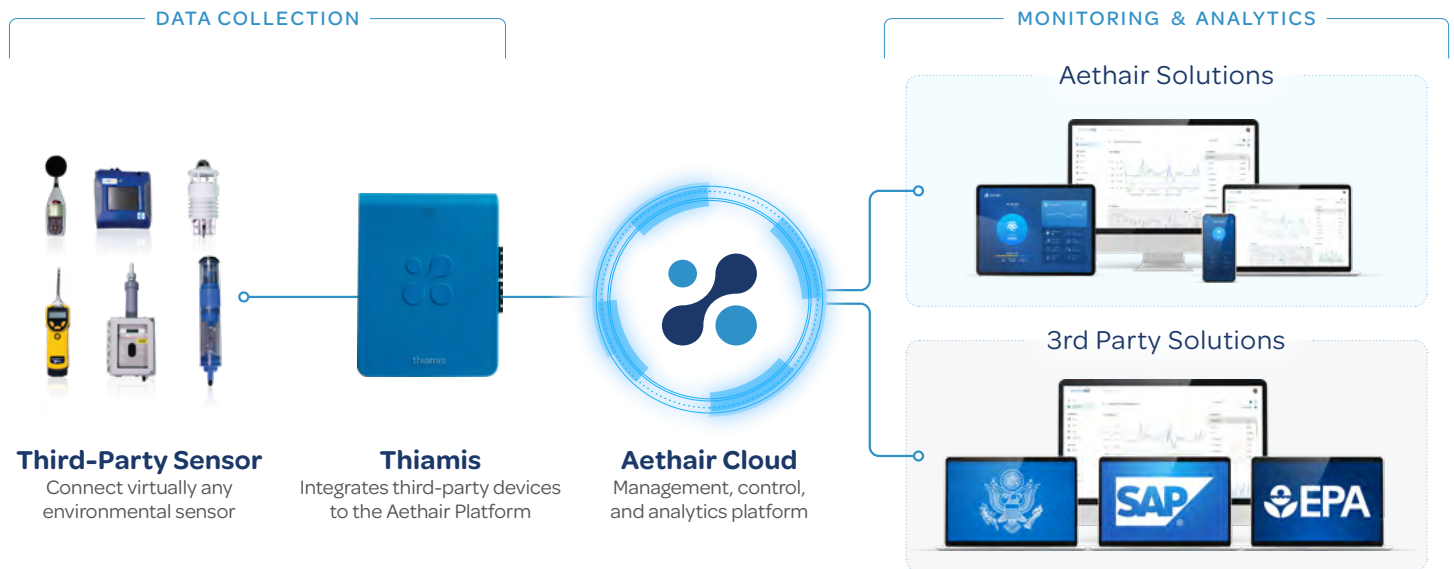 DATA COLLECTION
MONITORING & ANALYTICS
Aethair Solutions
thiamis
3rd Party Solutions
SAP
®
EPA
Third-Party Sensor
Connect virtually any
environmental sensor
Thiamis
Integrates third-party devices
to the Aethair Platform
Aethair Cloud
Management, control,
and analytics platform